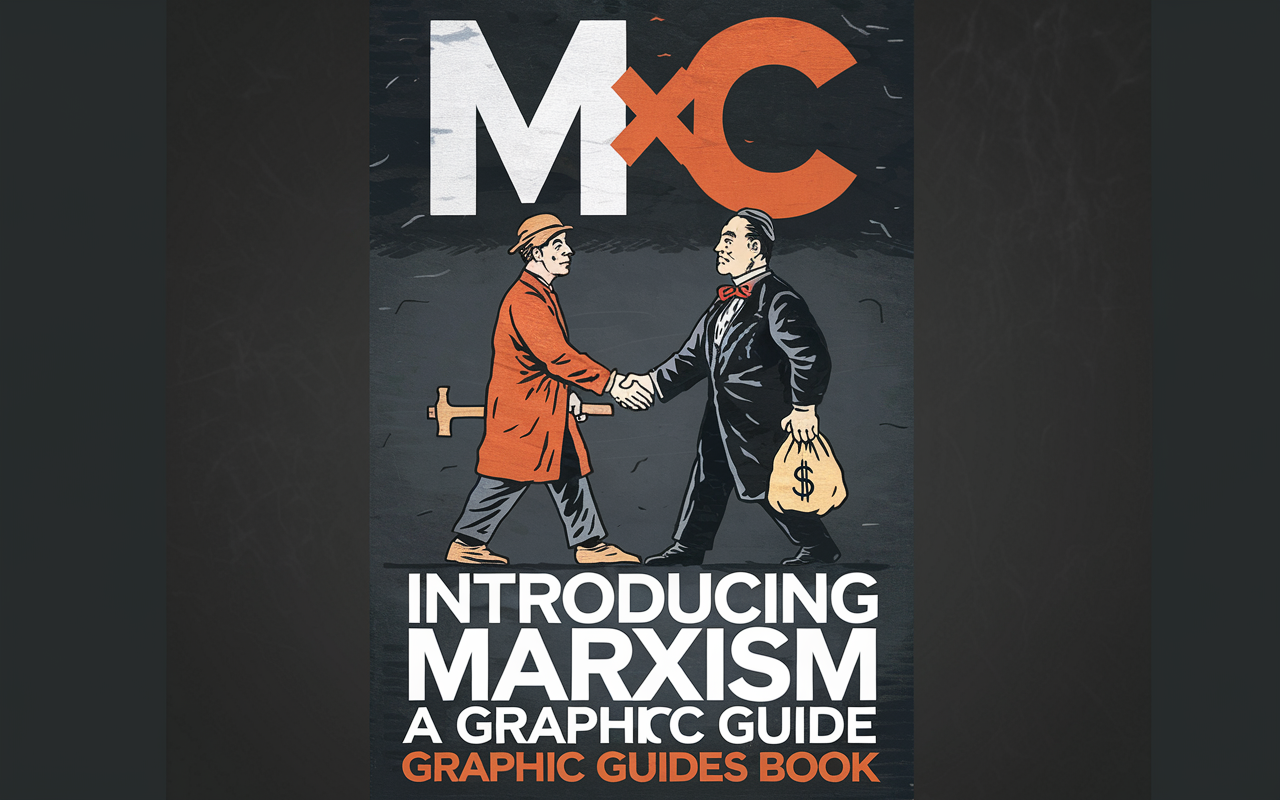 M×C
$
INTRODUCING
MARXISM
A GRAPHICC GUIDE
GRAPHIC GUIDES BOOK